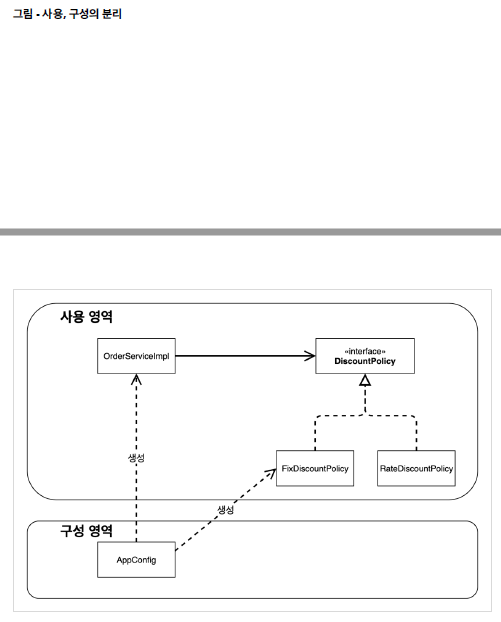 그림 - 사용, 구성의 분리
사용 영역
OrderServiceImpl
«interface»
DiscountPolicy
생성
FixDiscountPolicy
RateDiscountPolicy
생성
구성 영역
AppConfig